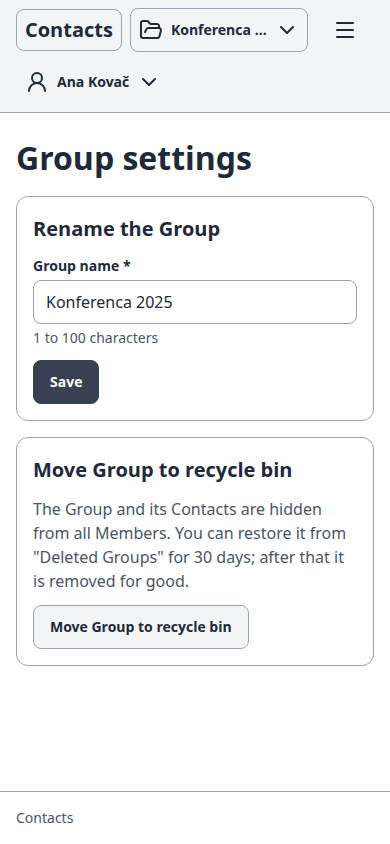 Contacts
Konferenca ...
Ana Kovač
Group settings
Rename the Group
Group name *
Konferenca 2025
1 to 100 characters
Save
Move Group to recycle bin
The Group and its Contacts are hidden
from all Members. You can restore it from
"Deleted Groups" for 30 days; after that it
is removed for good.
Move Group to recycle bin
Contacts